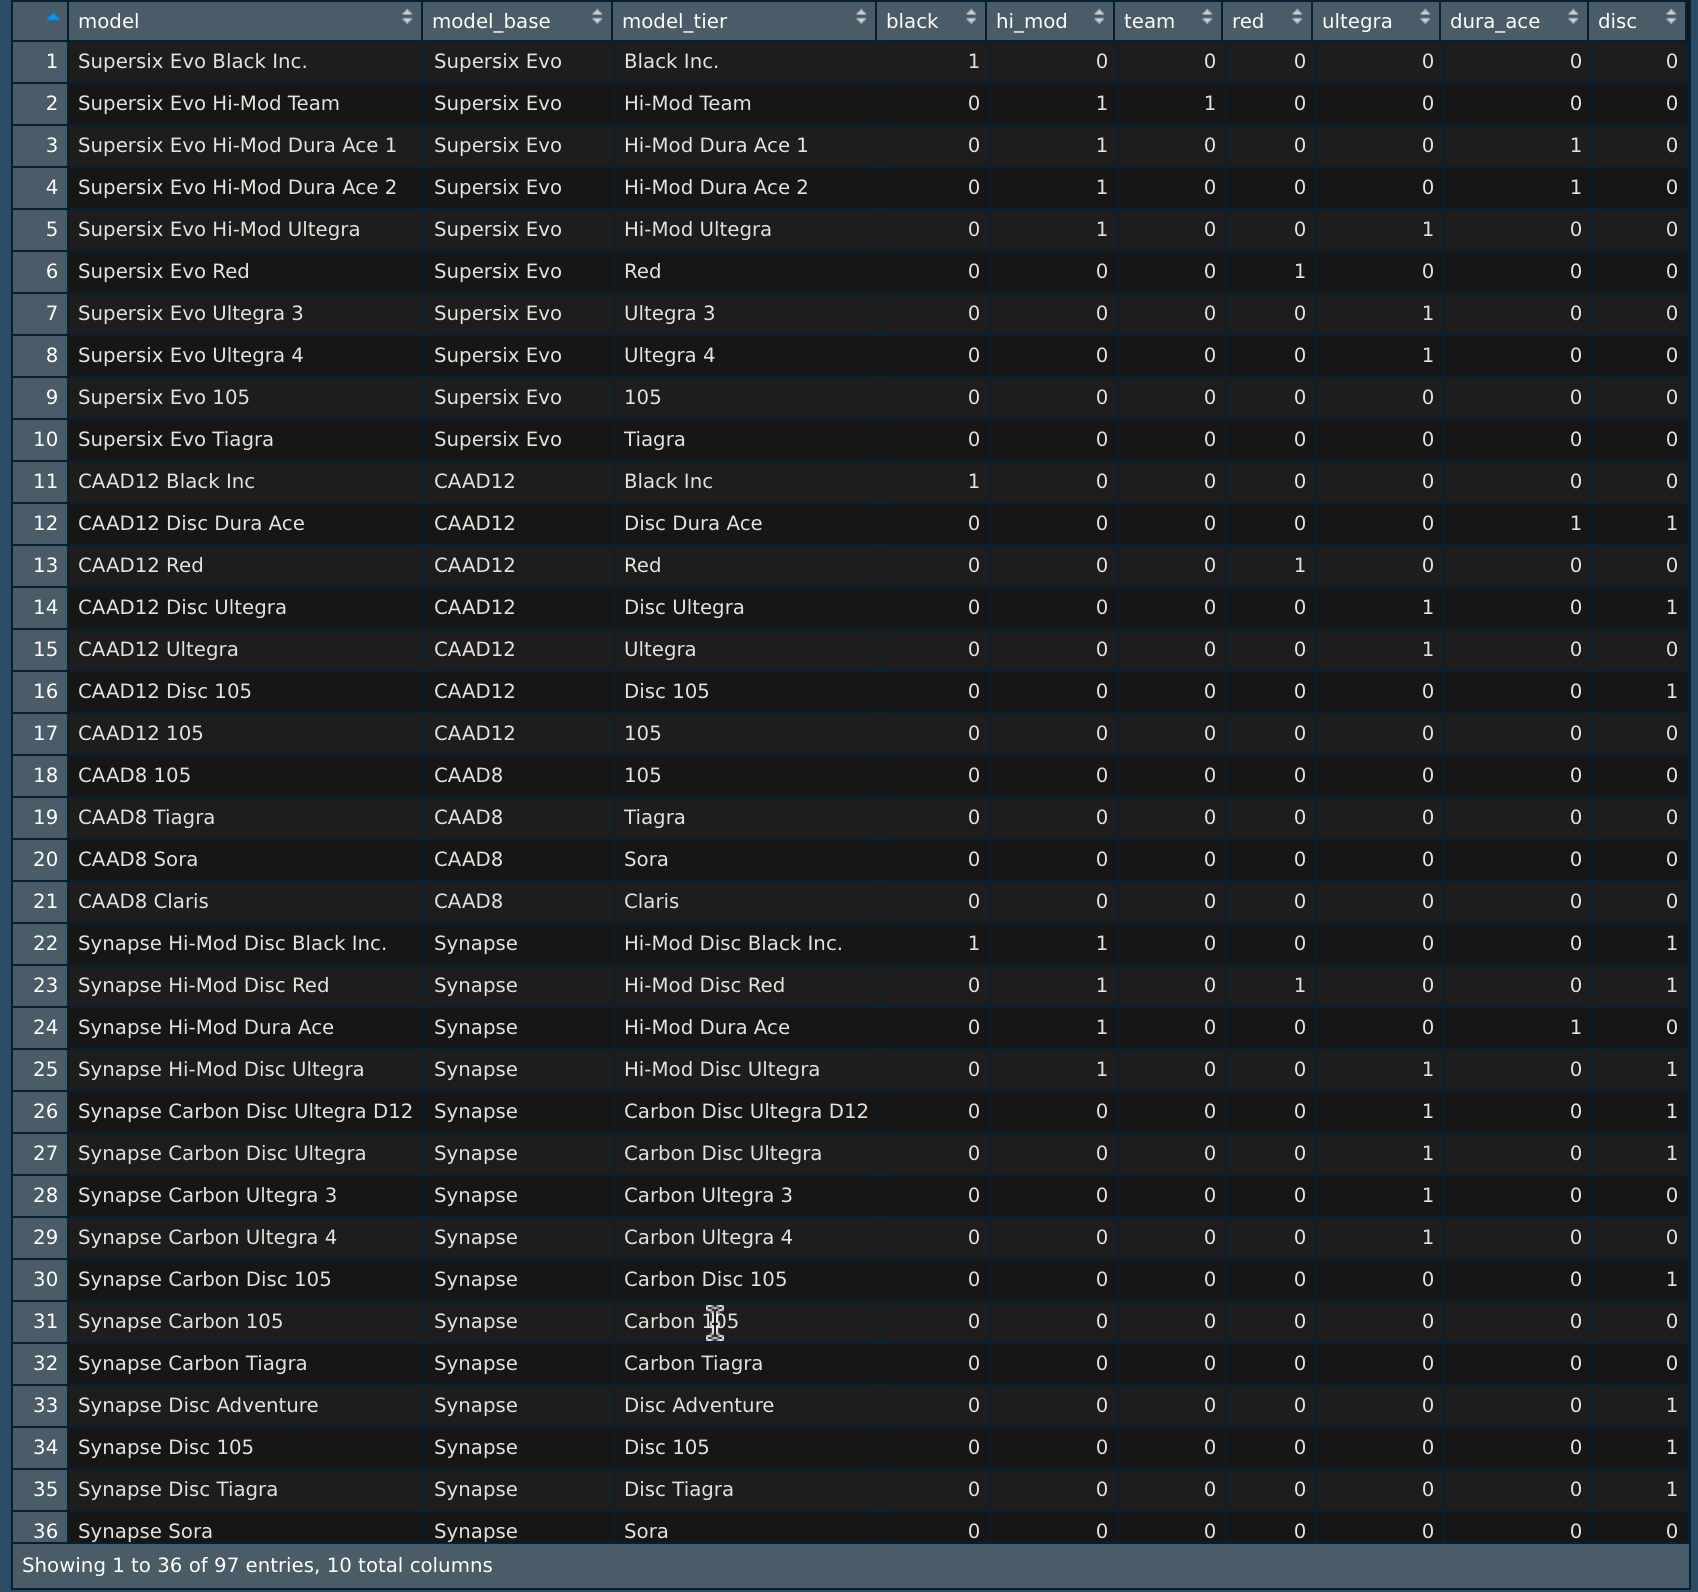 model model_base model_tier black hi_mod team red ultegra dura_ace disc
1 Supersix Evo Black Inc. Supersix Evo Black Inc. 1 0 0 0 0 0 0
2 Supersix Evo Hi-Mod Team Supersix Evo Hi-Mod Team 0 1 1 0 0 0 0
3 Supersix Evo Hi-Mod Dura Ace 1 Supersix Evo Hi-Mod Dura Ace 1 0 1 0 0 0 1 0
4 Supersix Evo Hi-Mod Dura Ace 2 Supersix Evo Hi-Mod Dura Ace 2 0 1 0 0 0 1 0
5 Supersix Evo Hi-Mod Ultegra Supersix Evo Hi-Mod Ultegra 0 1 0 0 1 0 0
6 Supersix Evo Red Supersix Evo Red 0 0 0 1 0 0 0
7 Supersix Evo Ultegra 3 Supersix Evo Ultegra 3 0 0 0 0 1 0 0
8 Supersix Evo Ultegra 4 Supersix Evo Ultegra 4 0 0 0 0 1 0 0
9 Supersix Evo 105 Supersix Evo 105 0 0 0 0 0 0 0
10 Supersix Evo Tiagra Supersix Evo Tiagra 0 0 0 0 0 0 0
11 CAAD12 Black Inc CAAD12 Black Inc 1 0 0 0 0 0 0
12 CAAD12 Disc Dura Ace CAAD12 Disc Dura Ace 0 0 0 0 0 1 1
13 CAAD12 Red CAAD12 Red 0 0 0 1 0 0 0
14 CAAD12 Disc Ultegra CAAD12 Disc Ultegra 0 0 0 0 1 0 1
15 CAAD12 Ultegra CAAD12 Ultegra 0 0 0 0 1 0 0
16 CAAD12 Disc 105 CAAD12 Disc 105 0 0 0 0 0 0 1
17 CAAD12 105 CAAD12 105 0 0 0 0 0 0 0
18 CAAD8 105 CAAD8 105 0 0 0 0 0 0 0
19 CAAD8 Tiagra CAAD8 Tiagra 0 0 0 0 0 0 0
20 CAAD8 Sora CAAD8 Sora 0 0 0 0 0 0 0
21 CAAD8 Claris CAAD8 Claris 0 0 0 0 0 0 0
22 Synapse Hi-Mod Disc Black Inc. Synapse Hi-Mod Disc Black Inc. 1 1 0 0 0 0 1
23 Synapse Hi-Mod Disc Red Synapse Hi-Mod Disc Red 0 1 0 1 0 0 1
24 Synapse Hi-Mod Dura Ace Synapse Hi-Mod Dura Ace 0 1 0 0 0 1 0
25 Synapse Hi-Mod Disc Ultegra Synapse Hi-Mod Disc Ultegra 0 1 0 0 1 0 1
26 Synapse Carbon Disc Ultegra D12 Synapse Carbon Disc Ultegra D12 0 0 0 0 1 0 1
27 Synapse Carbon Disc Ultegra Synapse Carbon Disc Ultegra 0 0 0 0 1 0 1
28 Synapse Carbon Ultegra 3 Synapse Carbon Ultegra 3 0 0 0 0 1 0 0
29 Synapse Carbon Ultegra 4 Synapse Carbon Ultegra 4 0 0 0 0 1 0 0
30 Synapse Carbon Disc 105 Synapse Carbon Disc 105 0 0 0 0 0 0 1
31 Synapse Carbon 105 Synapse Carbon 105 0 0 0 0 0 0 0
32 Synapse Carbon Tiagra Synapse Carbon Tiagra 0 0 0 0 0 0 0
33 Synapse Disc Adventure Synapse Disc Adventure 0 0 0 0 0 0 1
34 Synapse Disc 105 Synapse Disc 105 0 0 0 0 0 0 1
35 Synapse Disc Tiagra Synapse Disc Tiagra 0 0 0 0 0 0 1
36 Synapse Sora Synapse Sora 0 0 0 0 0 0 0
Showing 1 to 36 of 97 entries, 10 total columns